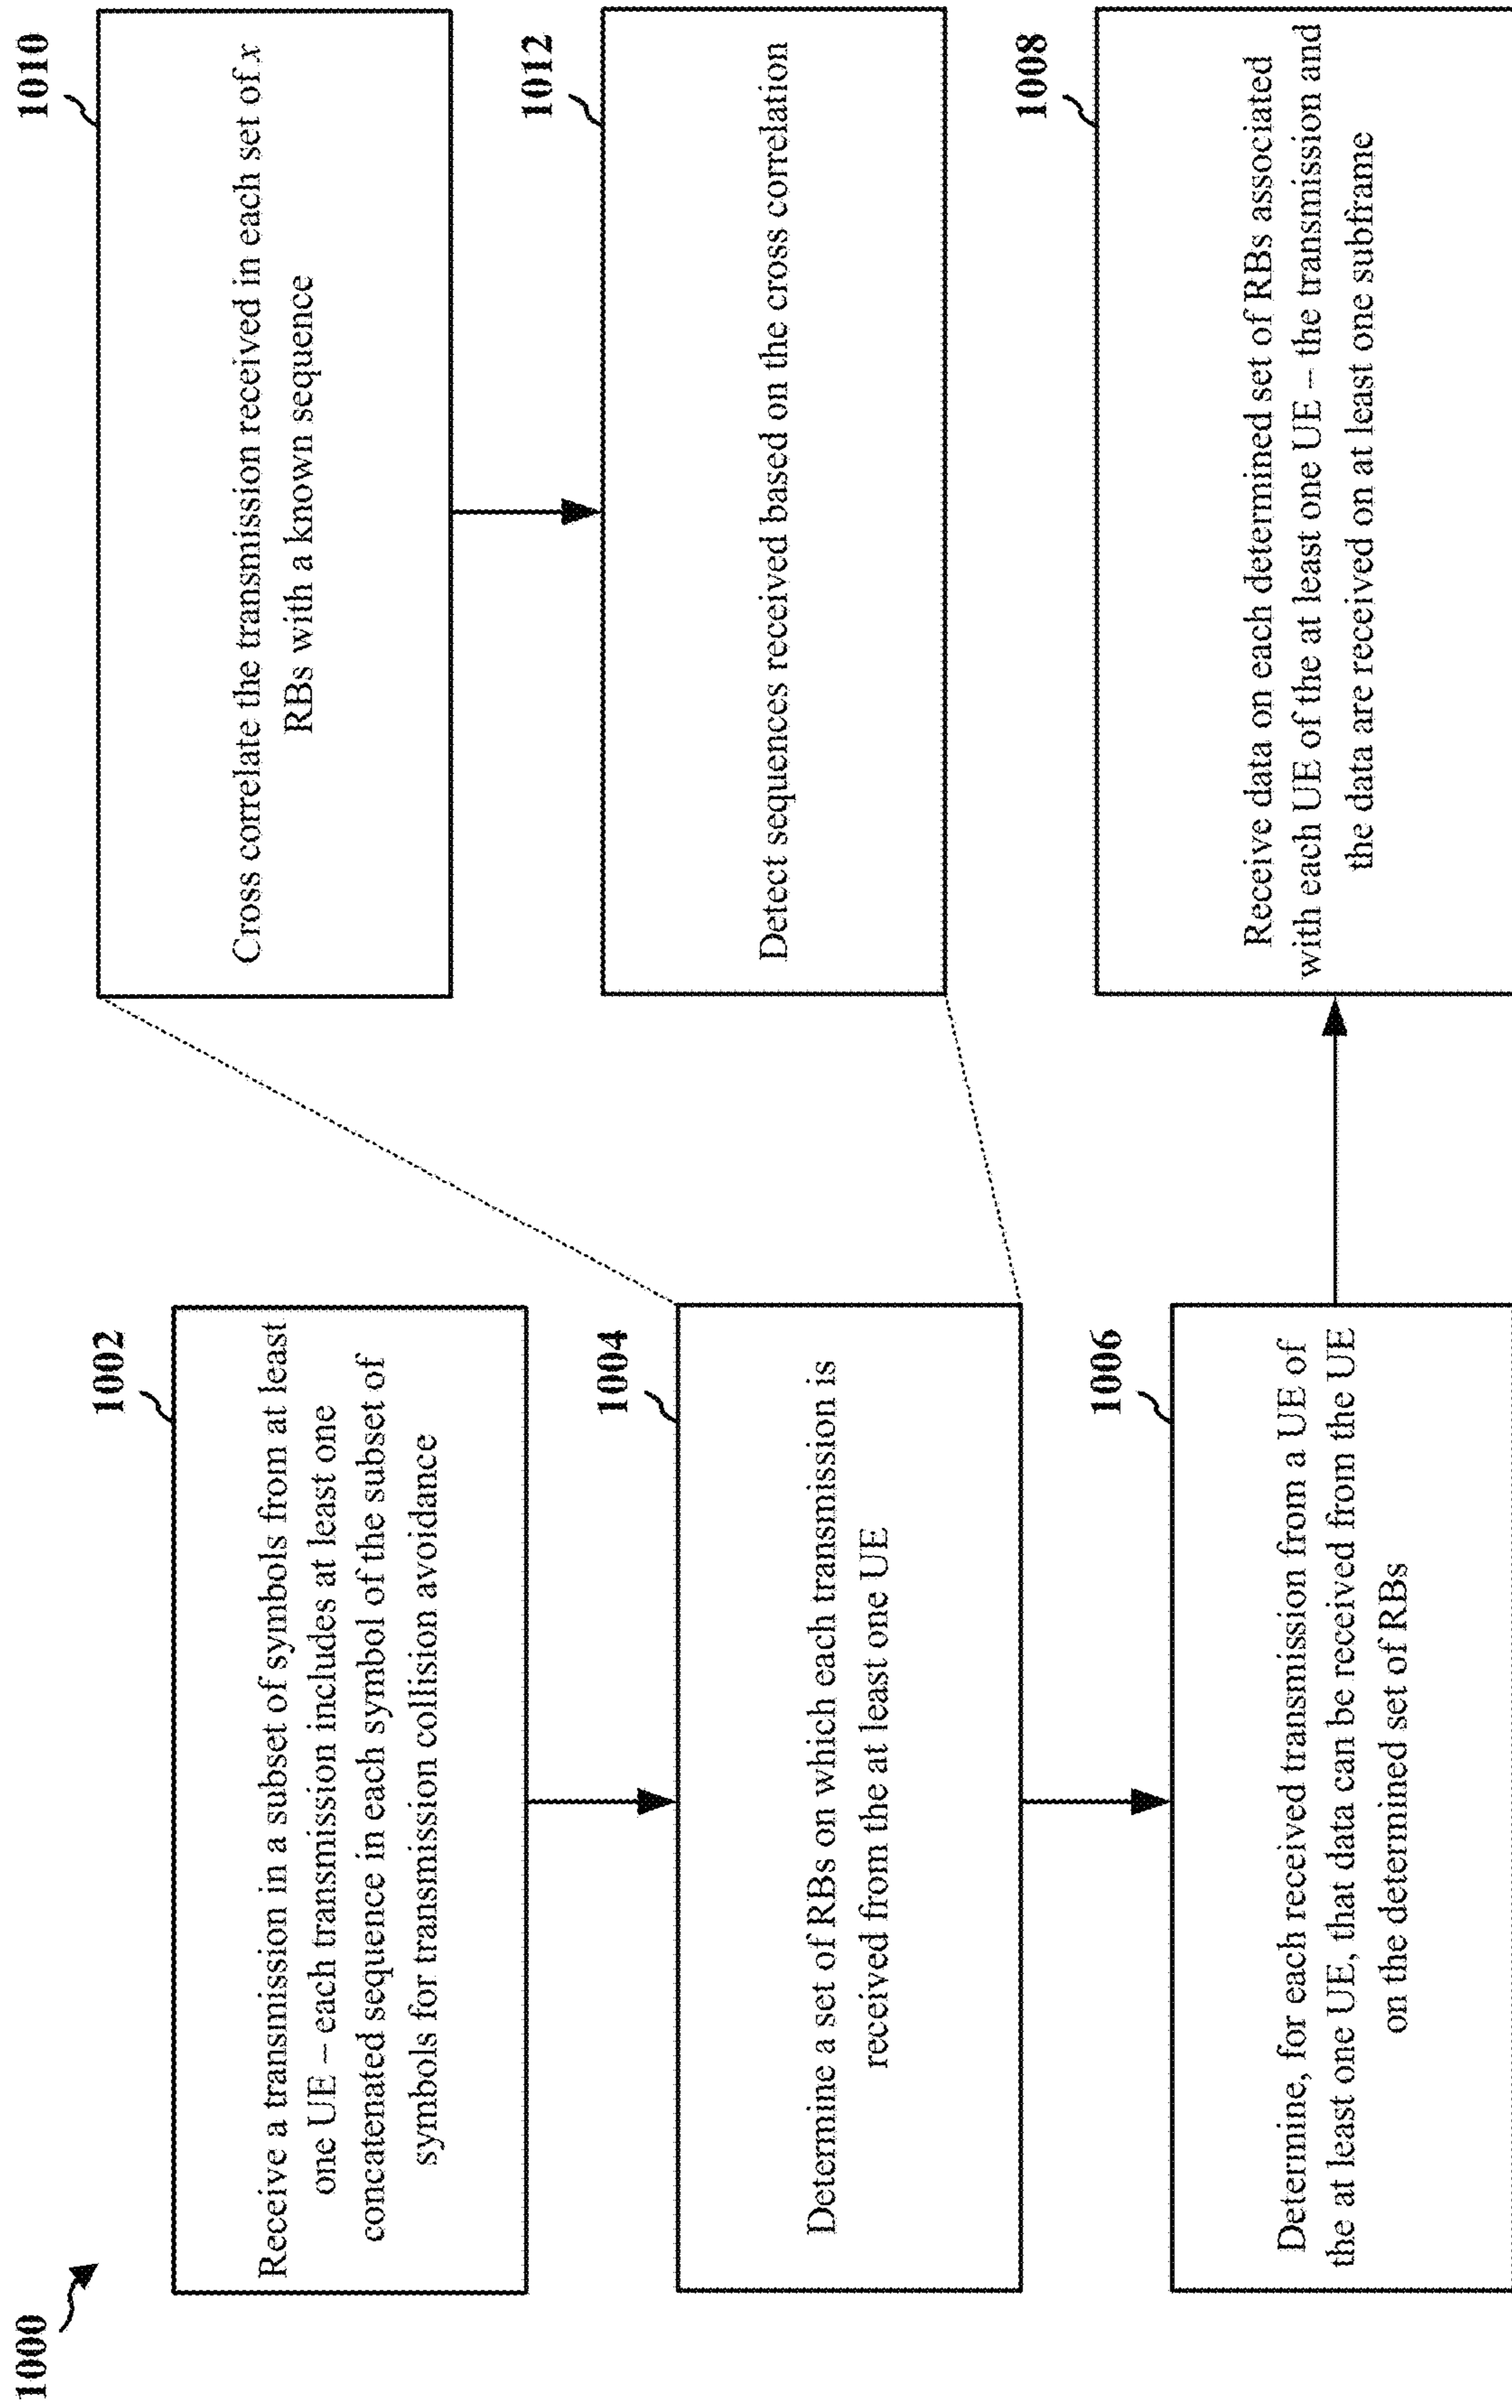 1000
1002
Receive a transmission in a subset of symbols from at least
one UE – each transmission includes at least one
concatenated sequence in each symbol of the subset of
symbols for transmission collision avoidance
1004
Determine a set of RBs on which each transmission is
received from the at least one UE
1006
Determine, for each received transmission from a UE of
the at least one UE, that data can be received from the UE
on the determined set of RBs
1010
Cross correlate the transmission received in each set of x
RBs with a known sequence
1012
Detect sequences received based on the cross correlation
1008
Receive data on each determined set of RBs associated
with each UE of the at least one UE – the transmission and
the data are received on at least one subframe